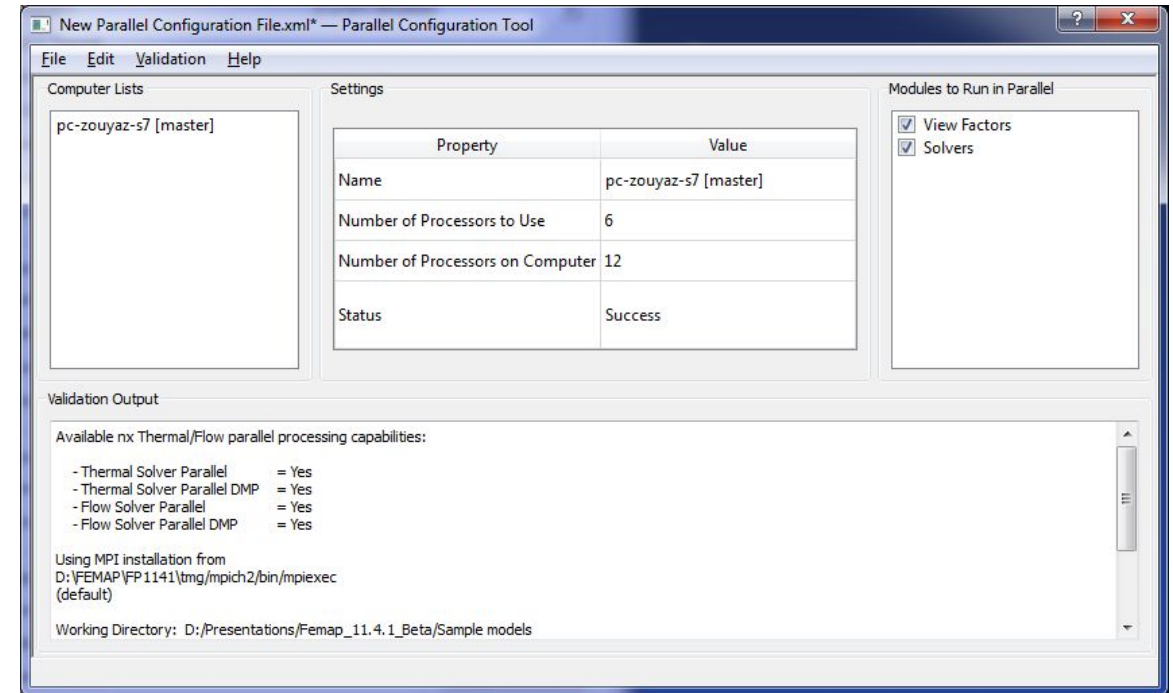 New Parallel Configuration File.xml* — Parallel Configuration Tool
?
X
File Edit Validation Help
Computer Lists
pc-zouyaz-s7 [master]
Settings
Property Value
Name pc-zouyaz-s7 [master]
Number of Processors to Use 6
Number of Processors on Computer 12
Status Success
Modules to Run in Parallel
View Factors
Solvers
Validation Output
Available nx Thermal/Flow parallel processing capabilities:
- Thermal Solver Parallel = Yes
- Thermal Solver Parallel DMP = Yes
- Flow Solver Parallel = Yes
- Flow Solver Parallel DMP = Yes
Using MPI installation from
D:\FEMAP\FP1141\tmg/mpich2/bin/mpiexec
(default)
Working Directory: D:/Presentations/Femap_11.4.1_Beta/Sample models